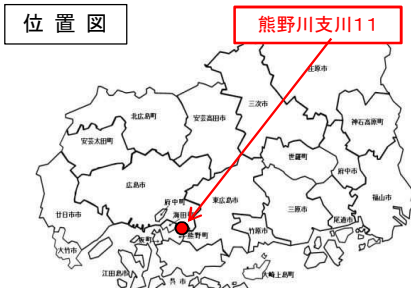 位 置 図
熊野川支川11
庄原市
三次市
北広島町
安芸高田市
神石高原町
安芸太田町
世羅町
府中市
広島市
府中町
東広島市
福山市
廿日市市
海田町
三原市
尾道市
熊野町
竹原市
坂町
大竹市
江田島市
呉 市
大崎上島町